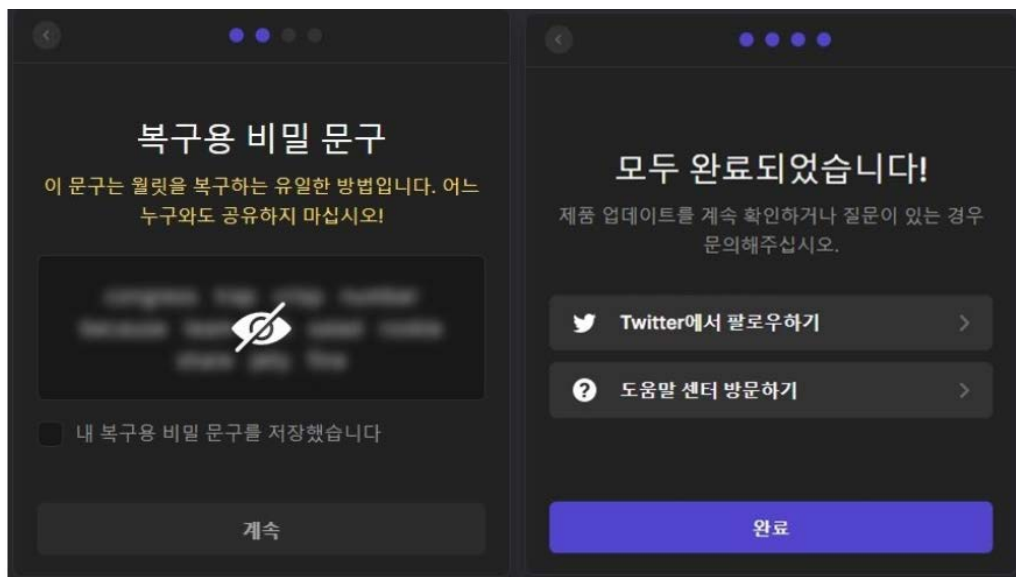 복구용 비밀 문구
이 문구는 월릿을 복구하는 유일한 방법입니다. 어느
누구와도 공유하지 마십시오!
내 복구용 비밀 문구를 저장했습니다
계속
모두 완료되었습니다!
제품 업데이트를 계속 확인하거나 질문이 있는 경우
문의해주십시오.
Twitter에서 팔로우하기
도움말 센터 방문하기
완료